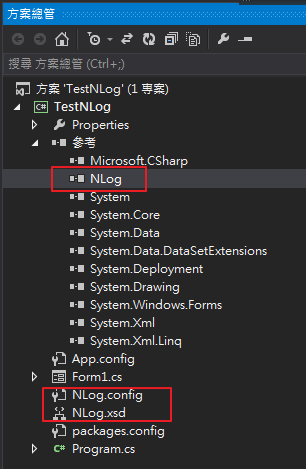 方案總管
搜尋 方案總管 (Ctrl+;)
方案 'TestNLog' (1 專案)
C# TestNLog
Properties
參考
Microsoft.CSharp
NLog
System
System.Core
System.Data
System.Data.DataSetExtensions
System.Deployment
System.Drawing
System.Windows.Forms
System.Xml
System.Xml.Linq
App.config
Form1.cs
NLog.config
NLog.xsd
packages.config
C# Program.cs